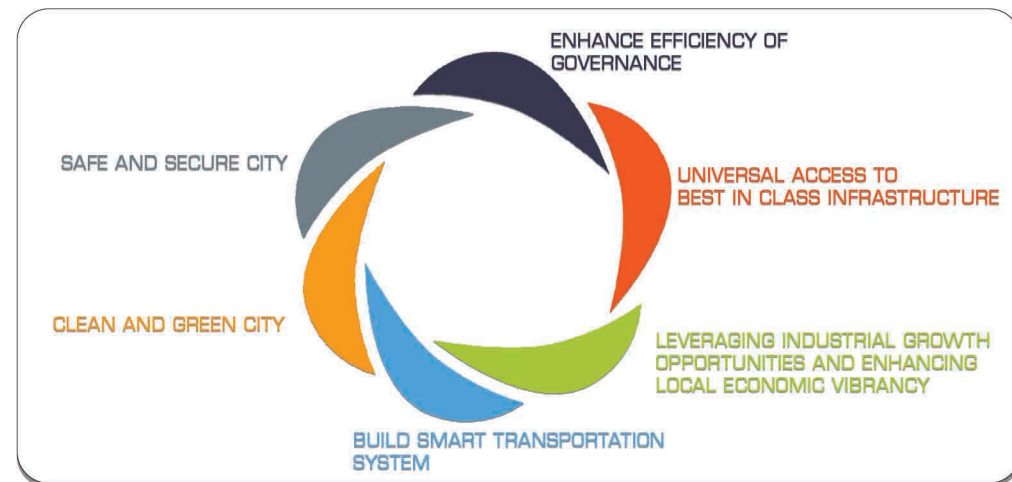 ENHANCE EFFICIENCY OF
GOVERNANCE
UNIVERSAL ACCESS TO
BEST IN CLASS INFRASTRUCTURE
LEVERAGING INDUSTRIAL GROWTH
OPPORTUNITIES AND ENHANCING
LOCAL ECONOMIC VIBRANCY
BUILD SMART TRANSPORTATION
SYSTEM
CLEAN AND GREEN CITY
SAFE AND SECURE CITY